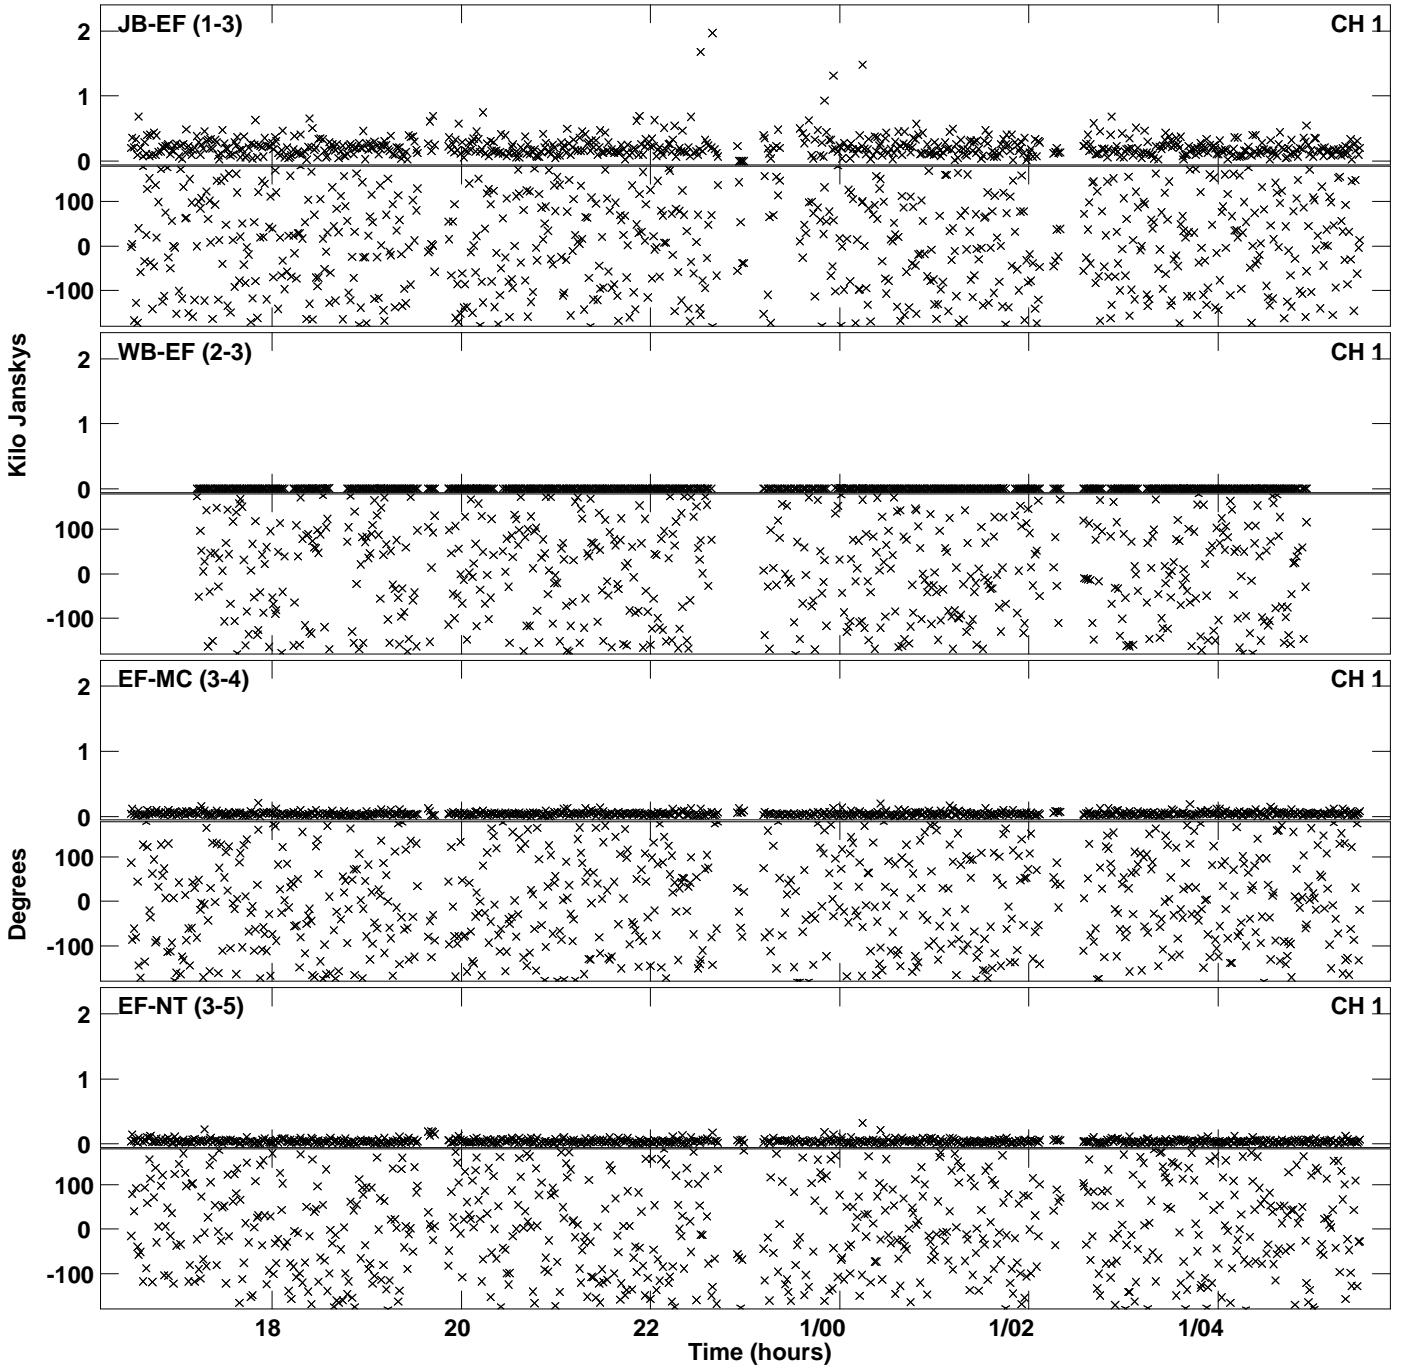 JB-EF (1-3)
CH 1
2
1
0
100
0
-100
WB-EF (2-3)
CH 1
2
1
0
100
0
-100
Kilo Janskys
EF-MC (3-4)
CH 1
2
1
0
100
0
-100
Degrees
EF-NT (3-5)
CH 1
2
1
0
100
0
-100
18 20 22 1/00 1/02 1/04
Time (hours)